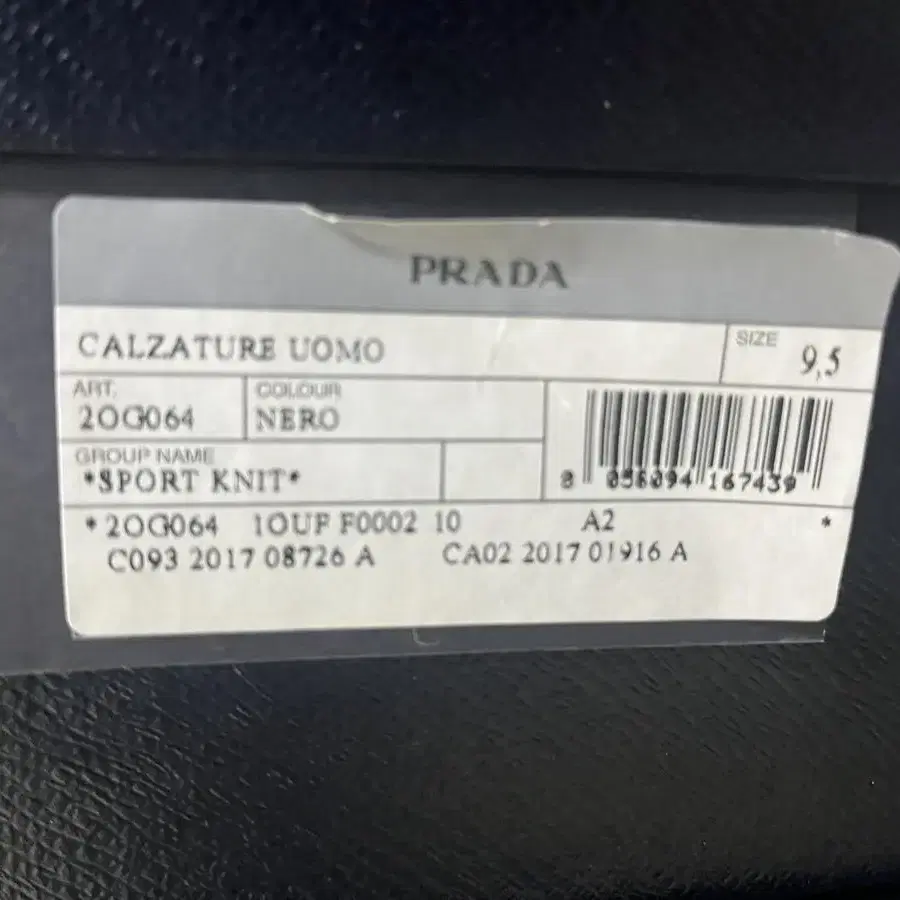 PRADA
CALZATURE UOMO
SIZE 9,5
ART. COLOUR
2OG064 NERO
GROUP NAME
*SPORT KNIT*
8 056094 167439
*2OG064 1OUF F0002 10 A2 *
C093 2017 08726 A CA02 2017 01916 A